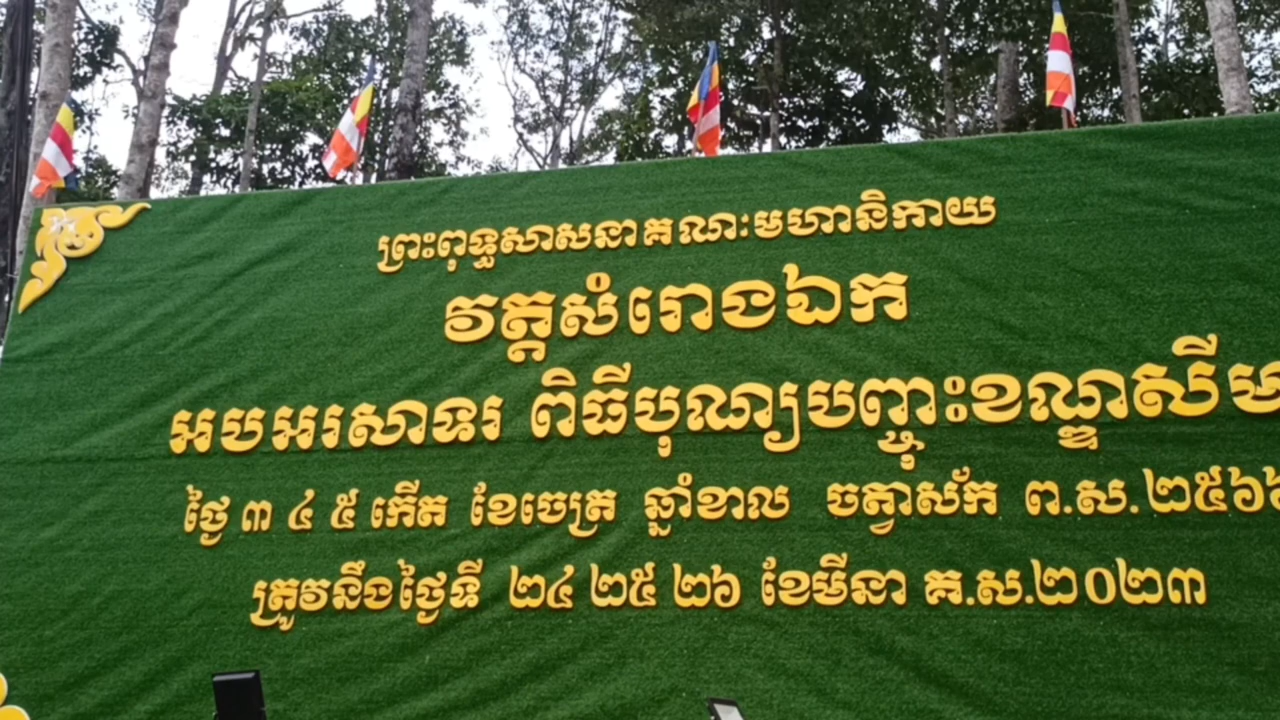 ព្រះពុទ្ធសាសនាគណៈមហានិកាយ
វត្តសំរោងឯក
អបអរសាទរ ពិធីបុណ្យបញ្ចុះខណ្ឌសីមា
ថ្ងៃ ៣ ៤ ៥ កើត ខែចេត្រ ឆ្នាំខាល ចត្វាស័ក ព.ស.២៥៦៦
ត្រូវនឹងថ្ងៃទី ២៤ ២៥ ២៦ ខែមីនា គ.ស.២០២៣